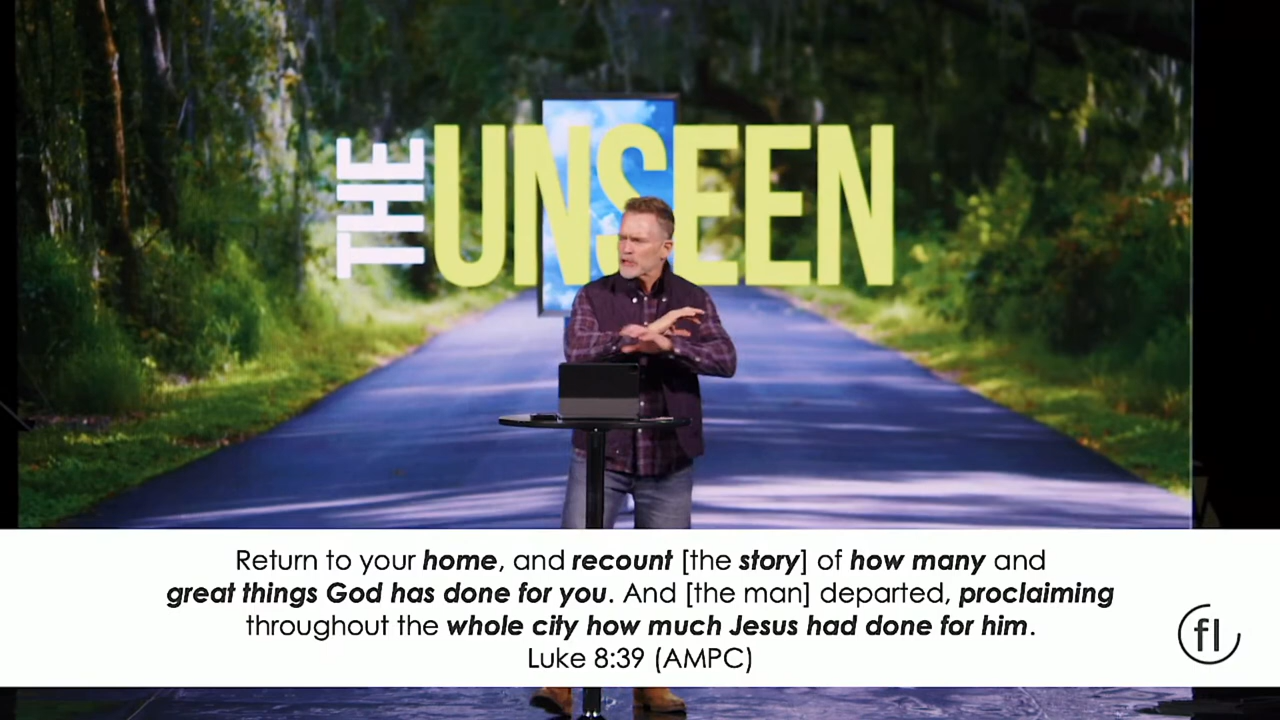 THE UNSEEN
Return to your home, and recount [the story] of how many and
great things God has done for you. And [the man] departed, proclaiming
throughout the whole city how much Jesus had done for him.
Luke 8:39 (AMPC)
fl